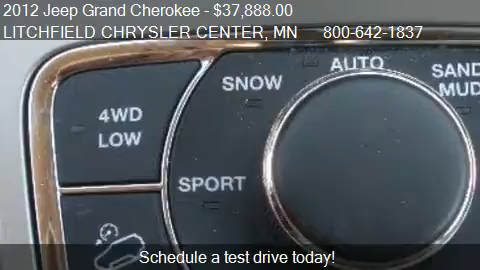 2012 Jeep Grand Cherokee - $37,888.00
LITCHFIELD CHRYSLER CENTER, MN 800-642-1837
AUTO
SNOW
SAND
MUD
4WD
LOW
SPORT
Schedule a test drive today!